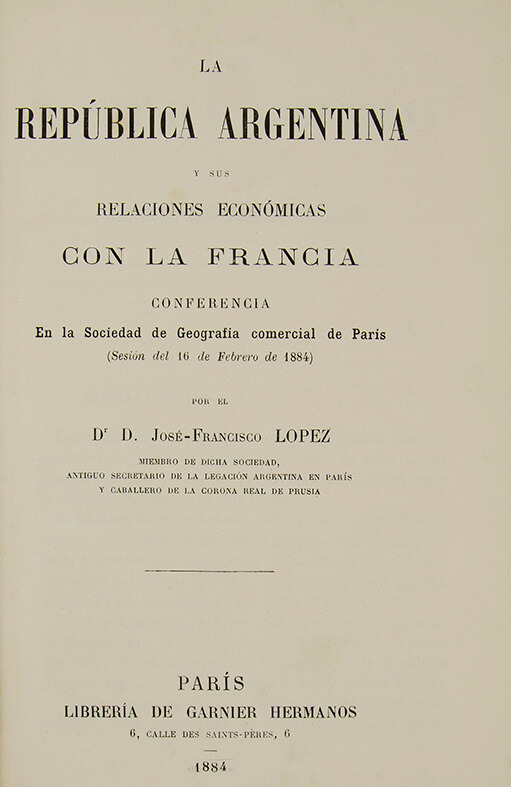 LA
REPÚBLICA ARGENTINA
Y SUS
RELACIONES ECONÓMICAS
CON LA FRANCIA
CONFERENCIA
En la Sociedad de Geografía comercial de París
(Sesión del 16 de Febrero de 1884)
POR EL
Dr D. José-Francisco LOPEZ
MIEMBRO DE DICHA SOCIEDAD,
ANTIGUO SECRETARIO DE LA LEGACIÓN ARGENTINA EN PARÍS
Y CABALLERO DE LA CORONA REAL DE PRUSIA
PARÍS
LIBRERÍA DE GARNIER HERMANOS
6, CALLE DES SAINTS-PÈRES, 6
1884